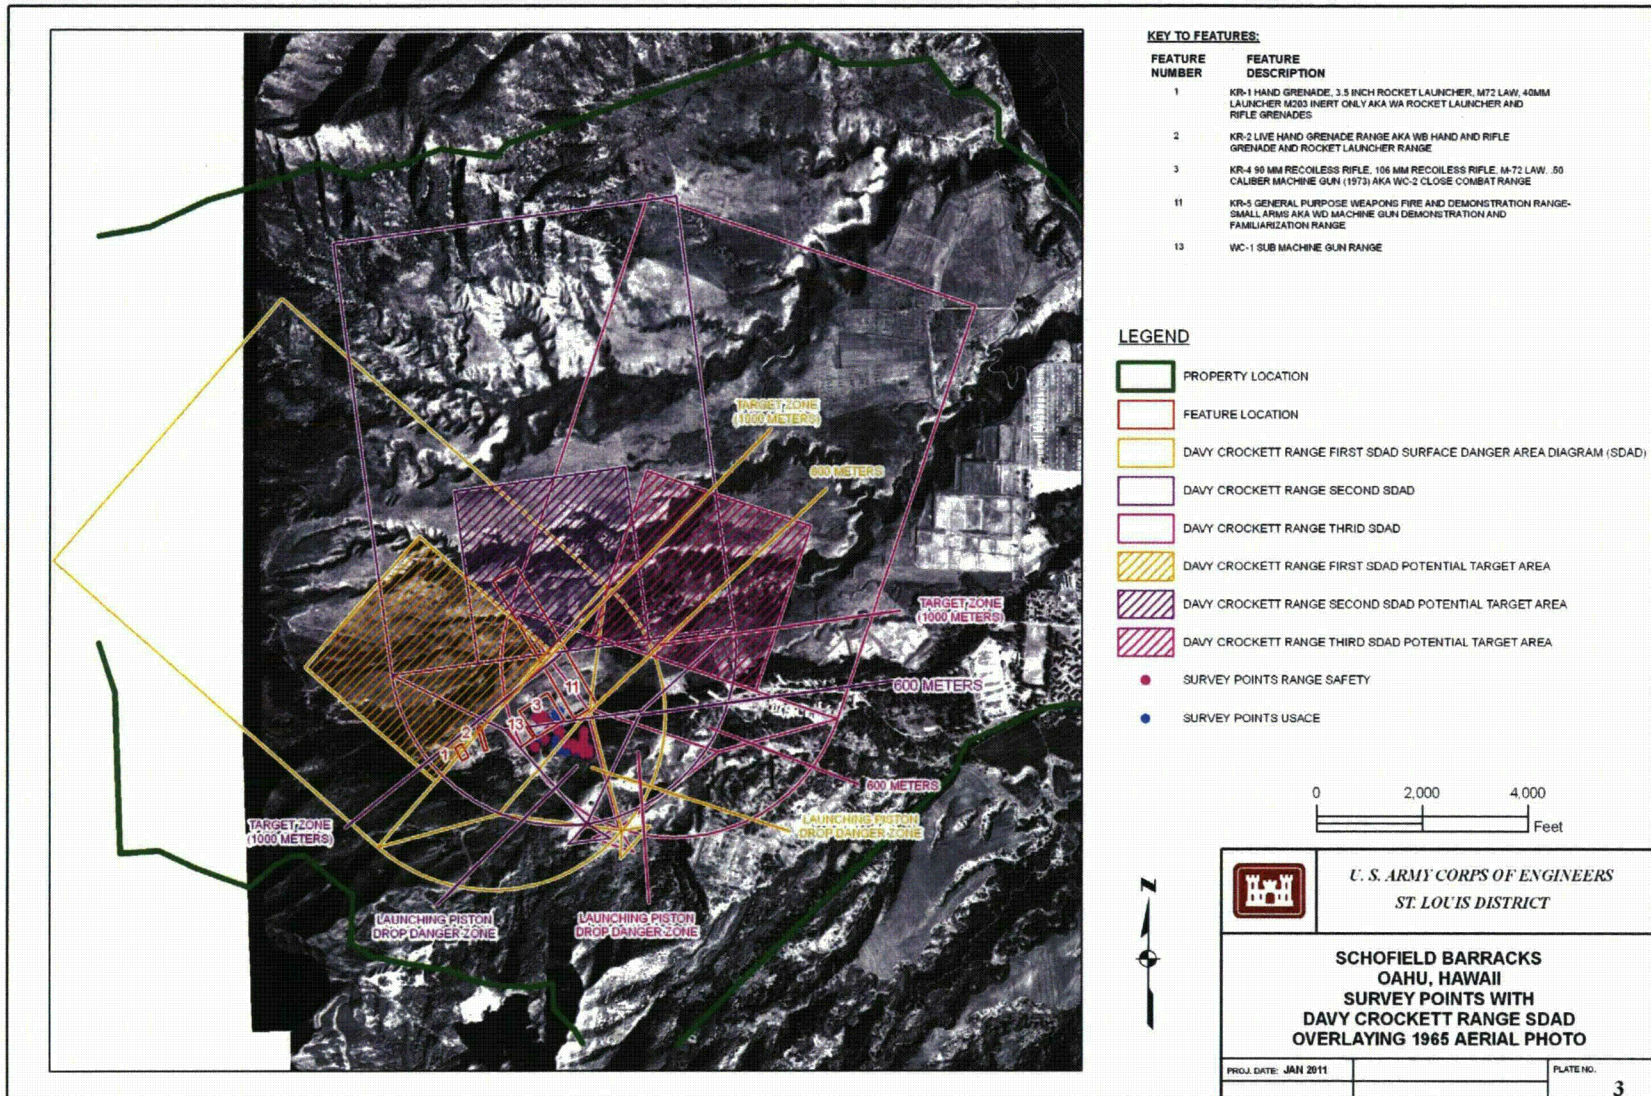 KEY TO FEATURES:
FEATURE NUMBER FEATURE DESCRIPTION
1 KR-1 HAND GRENADE, 3.5 INCH ROCKET LAUNCHER, M72 LAW, 40MM
LAUNCHER M203 INERT ONLY AKA WA ROCKET LAUNCHER AND
RIFLE GRENADES
2 KR-2 LIVE HAND GRENADE RANGE AKA WB HAND AND RIFLE
GRENADE AND ROCKET LAUNCHER RANGE
3 KR-4 90 MM RECOILESS RIFLE, 106 MM RECOILESS RIFLE, M-72 LAW, .50
CALIBER MACHINE GUN (1973) AKA WC-2 CLOSE COMBAT RANGE
11 KR-5 GENERAL PURPOSE WEAPONS FIRE AND DEMONSTRATION RANGE-
SMALL ARMS AKA WD MACHINE GUN DEMONSTRATION AND
FAMILIARIZATION RANGE
13 WC-1 SUB MACHINE GUN RANGE
LEGEND
PROPERTY LOCATION
FEATURE LOCATION
DAVY CROCKETT RANGE FIRST SDAD SURFACE DANGER AREA DIAGRAM (SDAD)
DAVY CROCKETT RANGE SECOND SDAD
DAVY CROCKETT RANGE THRID SDAD
DAVY CROCKETT RANGE FIRST SDAD POTENTIAL TARGET AREA
DAVY CROCKETT RANGE SECOND SDAD POTENTIAL TARGET AREA
DAVY CROCKETT RANGE THIRD SDAD POTENTIAL TARGET AREA
SURVEY POINTS RANGE SAFETY
SURVEY POINTS USACE
TARGET ZONE
(1000 METERS)
600 METERS
TARGET ZONE
(1000 METERS)
600 METERS
11
3
13
2
1
600 METERS
LAUNCHING PISTON
DROP DANGER ZONE
TARGET ZONE
(1000 METERS)
LAUNCHING PISTON
DROP DANGER ZONE
LAUNCHING PISTON
DROP DANGER ZONE
0 2,000 4,000
Feet
N
U. S. ARMY CORPS OF ENGINEERS
ST. LOUIS DISTRICT
SCHOFIELD BARRACKS
OAHU, HAWAII
SURVEY POINTS WITH
DAVY CROCKETT RANGE SDAD
OVERLAYING 1965 AERIAL PHOTO
PROJ. DATE: JAN 2011
PLATE NO.
3